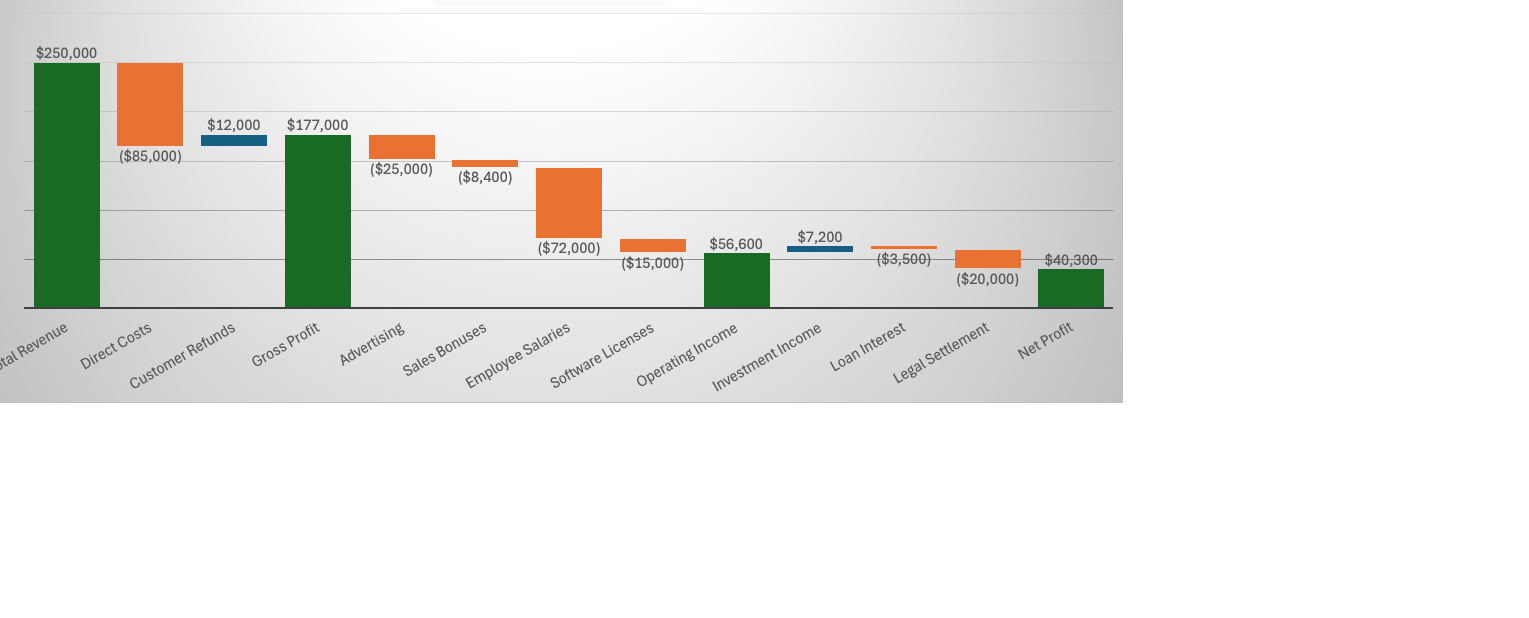 $250,000
($85,000)
$12,000
$177,000
($25,000)
($8,400)
($72,000)
($15,000)
$56,600
$7,200
($3,500)
($20,000)
$40,300
Revenue
Direct Costs
Customer Refunds
Gross Profit
Advertising
Sales Bonuses
Employee Salaries
Software Licenses
Operating Income
Investment Income
Loan Interest
Legal Settlement
Net Profit